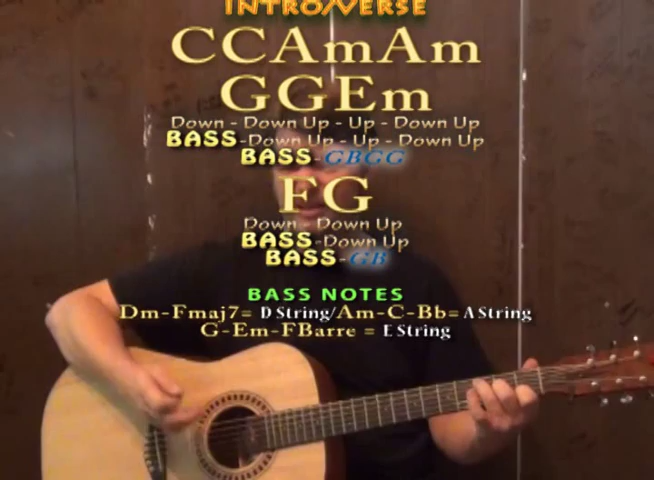 INTRO/VERSE
CCAmAm
GGEm
Down - Down Up - Up - Down Up
BASS-Down Up - Up - Down Up
BASS-GBGG
FG
Down - Down Up
BASS-Down Up
BASS-GB
BASS NOTES
Dm-Fmaj7= D String/Am-C-Bb= A String
G-Em-FBarre = E String